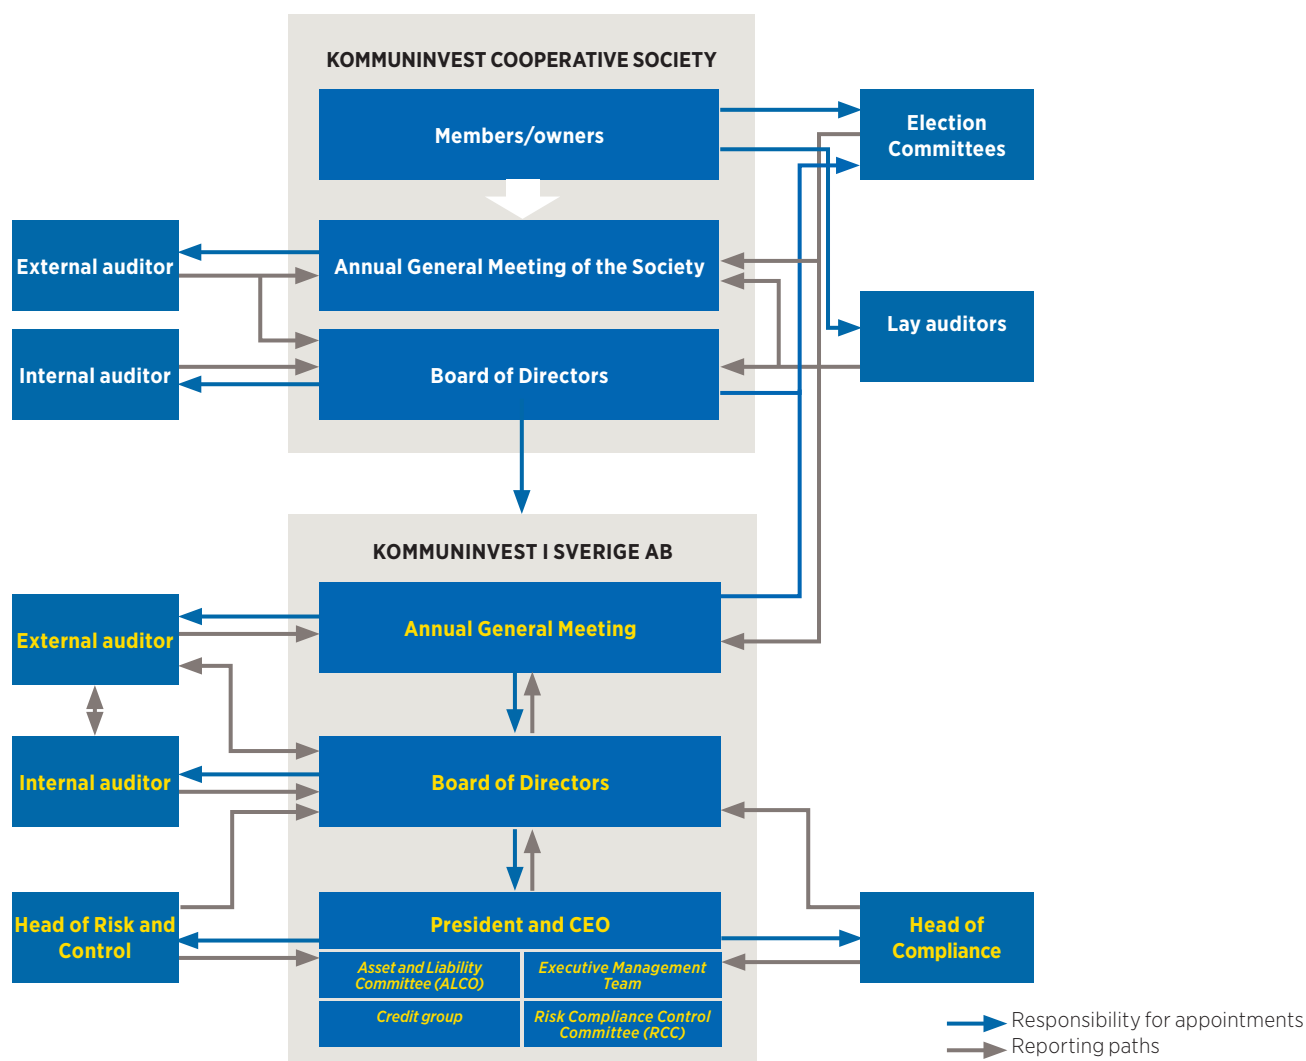 KOMMUNINVEST COOPERATIVE SOCIETY
Members/owners
Election
Committees
External auditor
Annual General Meeting of the Society
Lay auditors
Internal auditor
Board of Directors
KOMMUNINVEST I SVERIGE AB
External auditor
Annual General Meeting
Internal auditor
Board of Directors
Head of Risk and
Control
President and CEO
Head of
Compliance
Asset and Liability
Committee (ALCO)
Executive Management
Team
Credit group
Risk Compliance Control
Committee (RCC)
Responsibility for appointments
Reporting paths